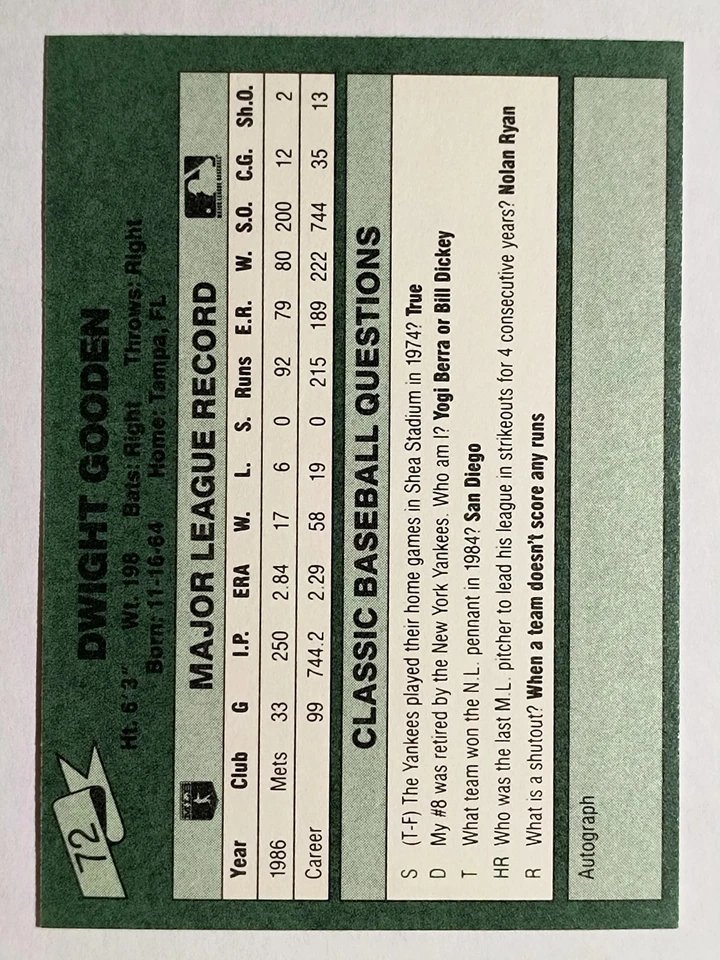 72
DWIGHT GOODEN
Ht. 6'3" Wt. 198 Bats: Right Throws: Right
Born: 11-16-64 Home: Tampa, FL
MAJOR LEAGUE RECORD
MAJOR LEAGUE BASEBALL
Year Club G I.P. ERA W. L. S. Runs E.R. W. S.O. C.G. Sh.O.
1986 Mets 33 250 2.84 17 6 0 92 79 80 200 12 2
Career 99 744.2 2.29 58 19 0 215 189 222 744 35 13
CLASSIC BASEBALL QUESTIONS
S (T-F) The Yankees played their home games in Shea Stadium in 1974? True
D My #8 was retired by the New York Yankees. Who am I? Yogi Berra or Bill Dickey
T What team won the N.L. pennant in 1984? San Diego
HR Who was the last M.L. pitcher to lead his league in strikeouts for 4 consecutive years? Nolan Ryan
R What is a shutout? When a team doesn't score any runs
Autograph